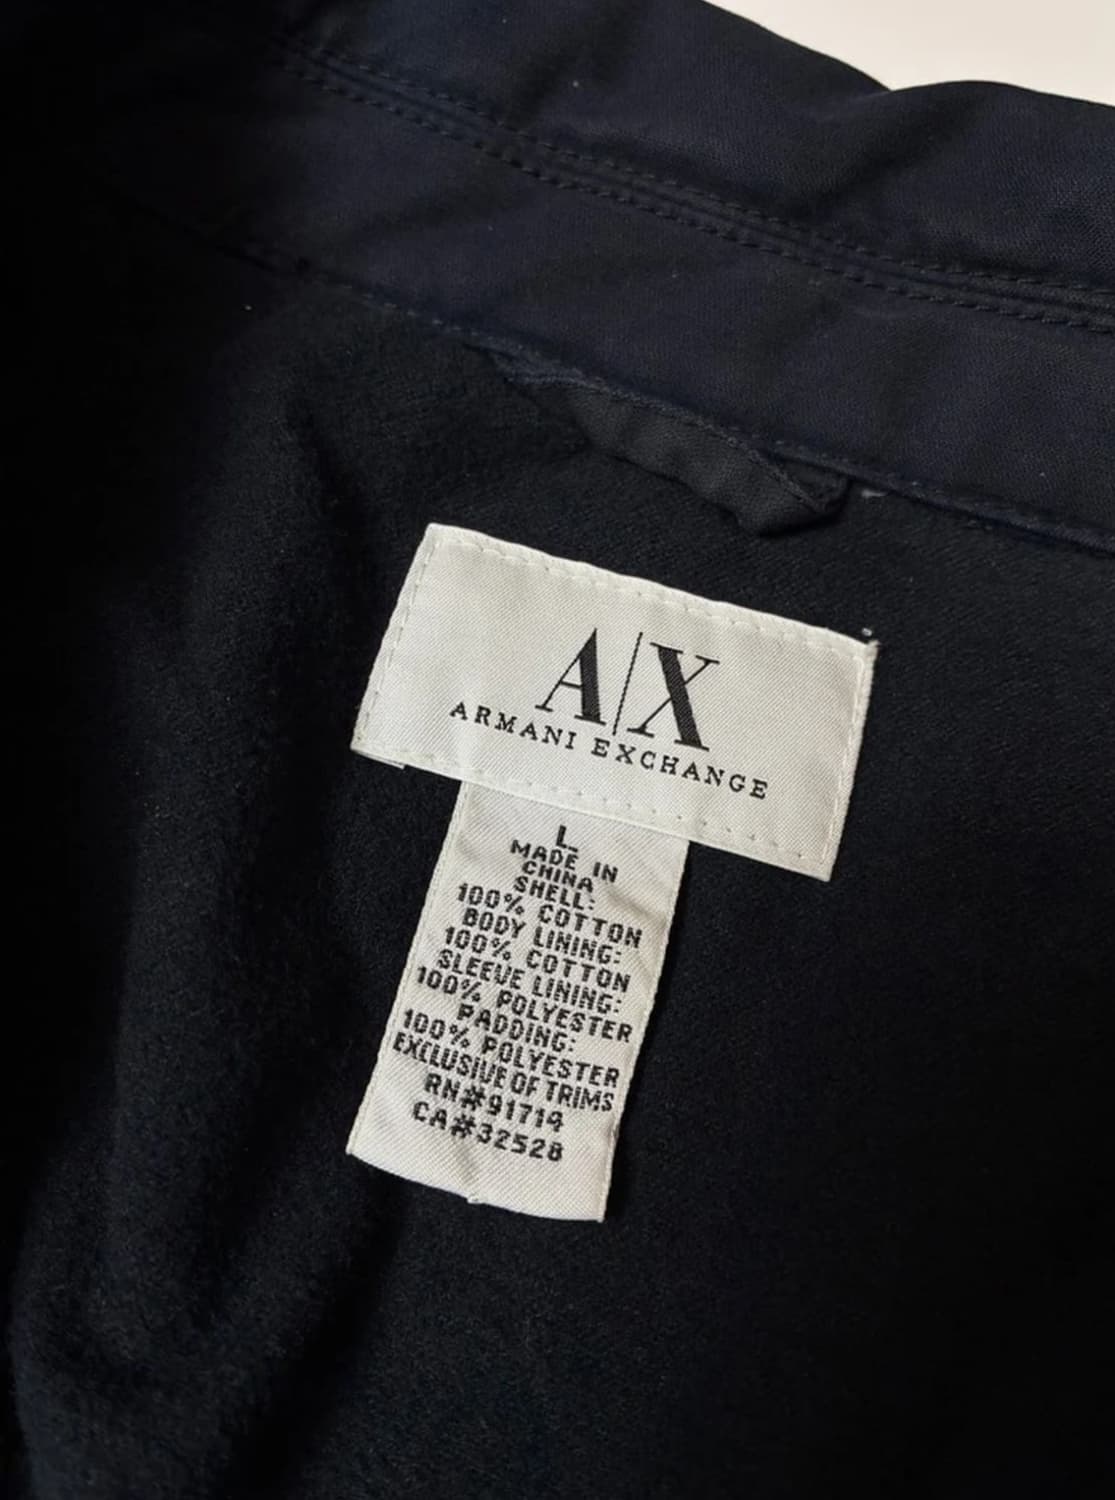 A|X
ARMANI EXCHANGE
L
MADE IN
CHINA
SHELL:
100% COTTON
BODY LINING:
100% COTTON
SLEEVE LINING:
100% POLYESTER
PADDING:
100% POLYESTER
EXCLUSIVE OF TRIMS
RN#91719
CA#32528